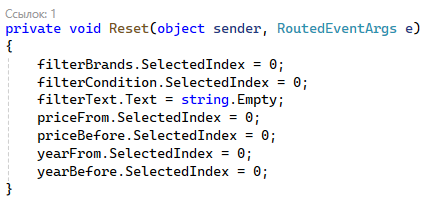 Ссылок: 1
private void Reset(object sender, RoutedEventArgs e)
{
    filterBrands.SelectedIndex = 0;
    filterCondition.SelectedIndex = 0;
    filterText.Text = string.Empty;
    priceFrom.SelectedIndex = 0;
    priceBefore.SelectedIndex = 0;
    yearFrom.SelectedIndex = 0;
    yearBefore.SelectedIndex = 0;
}